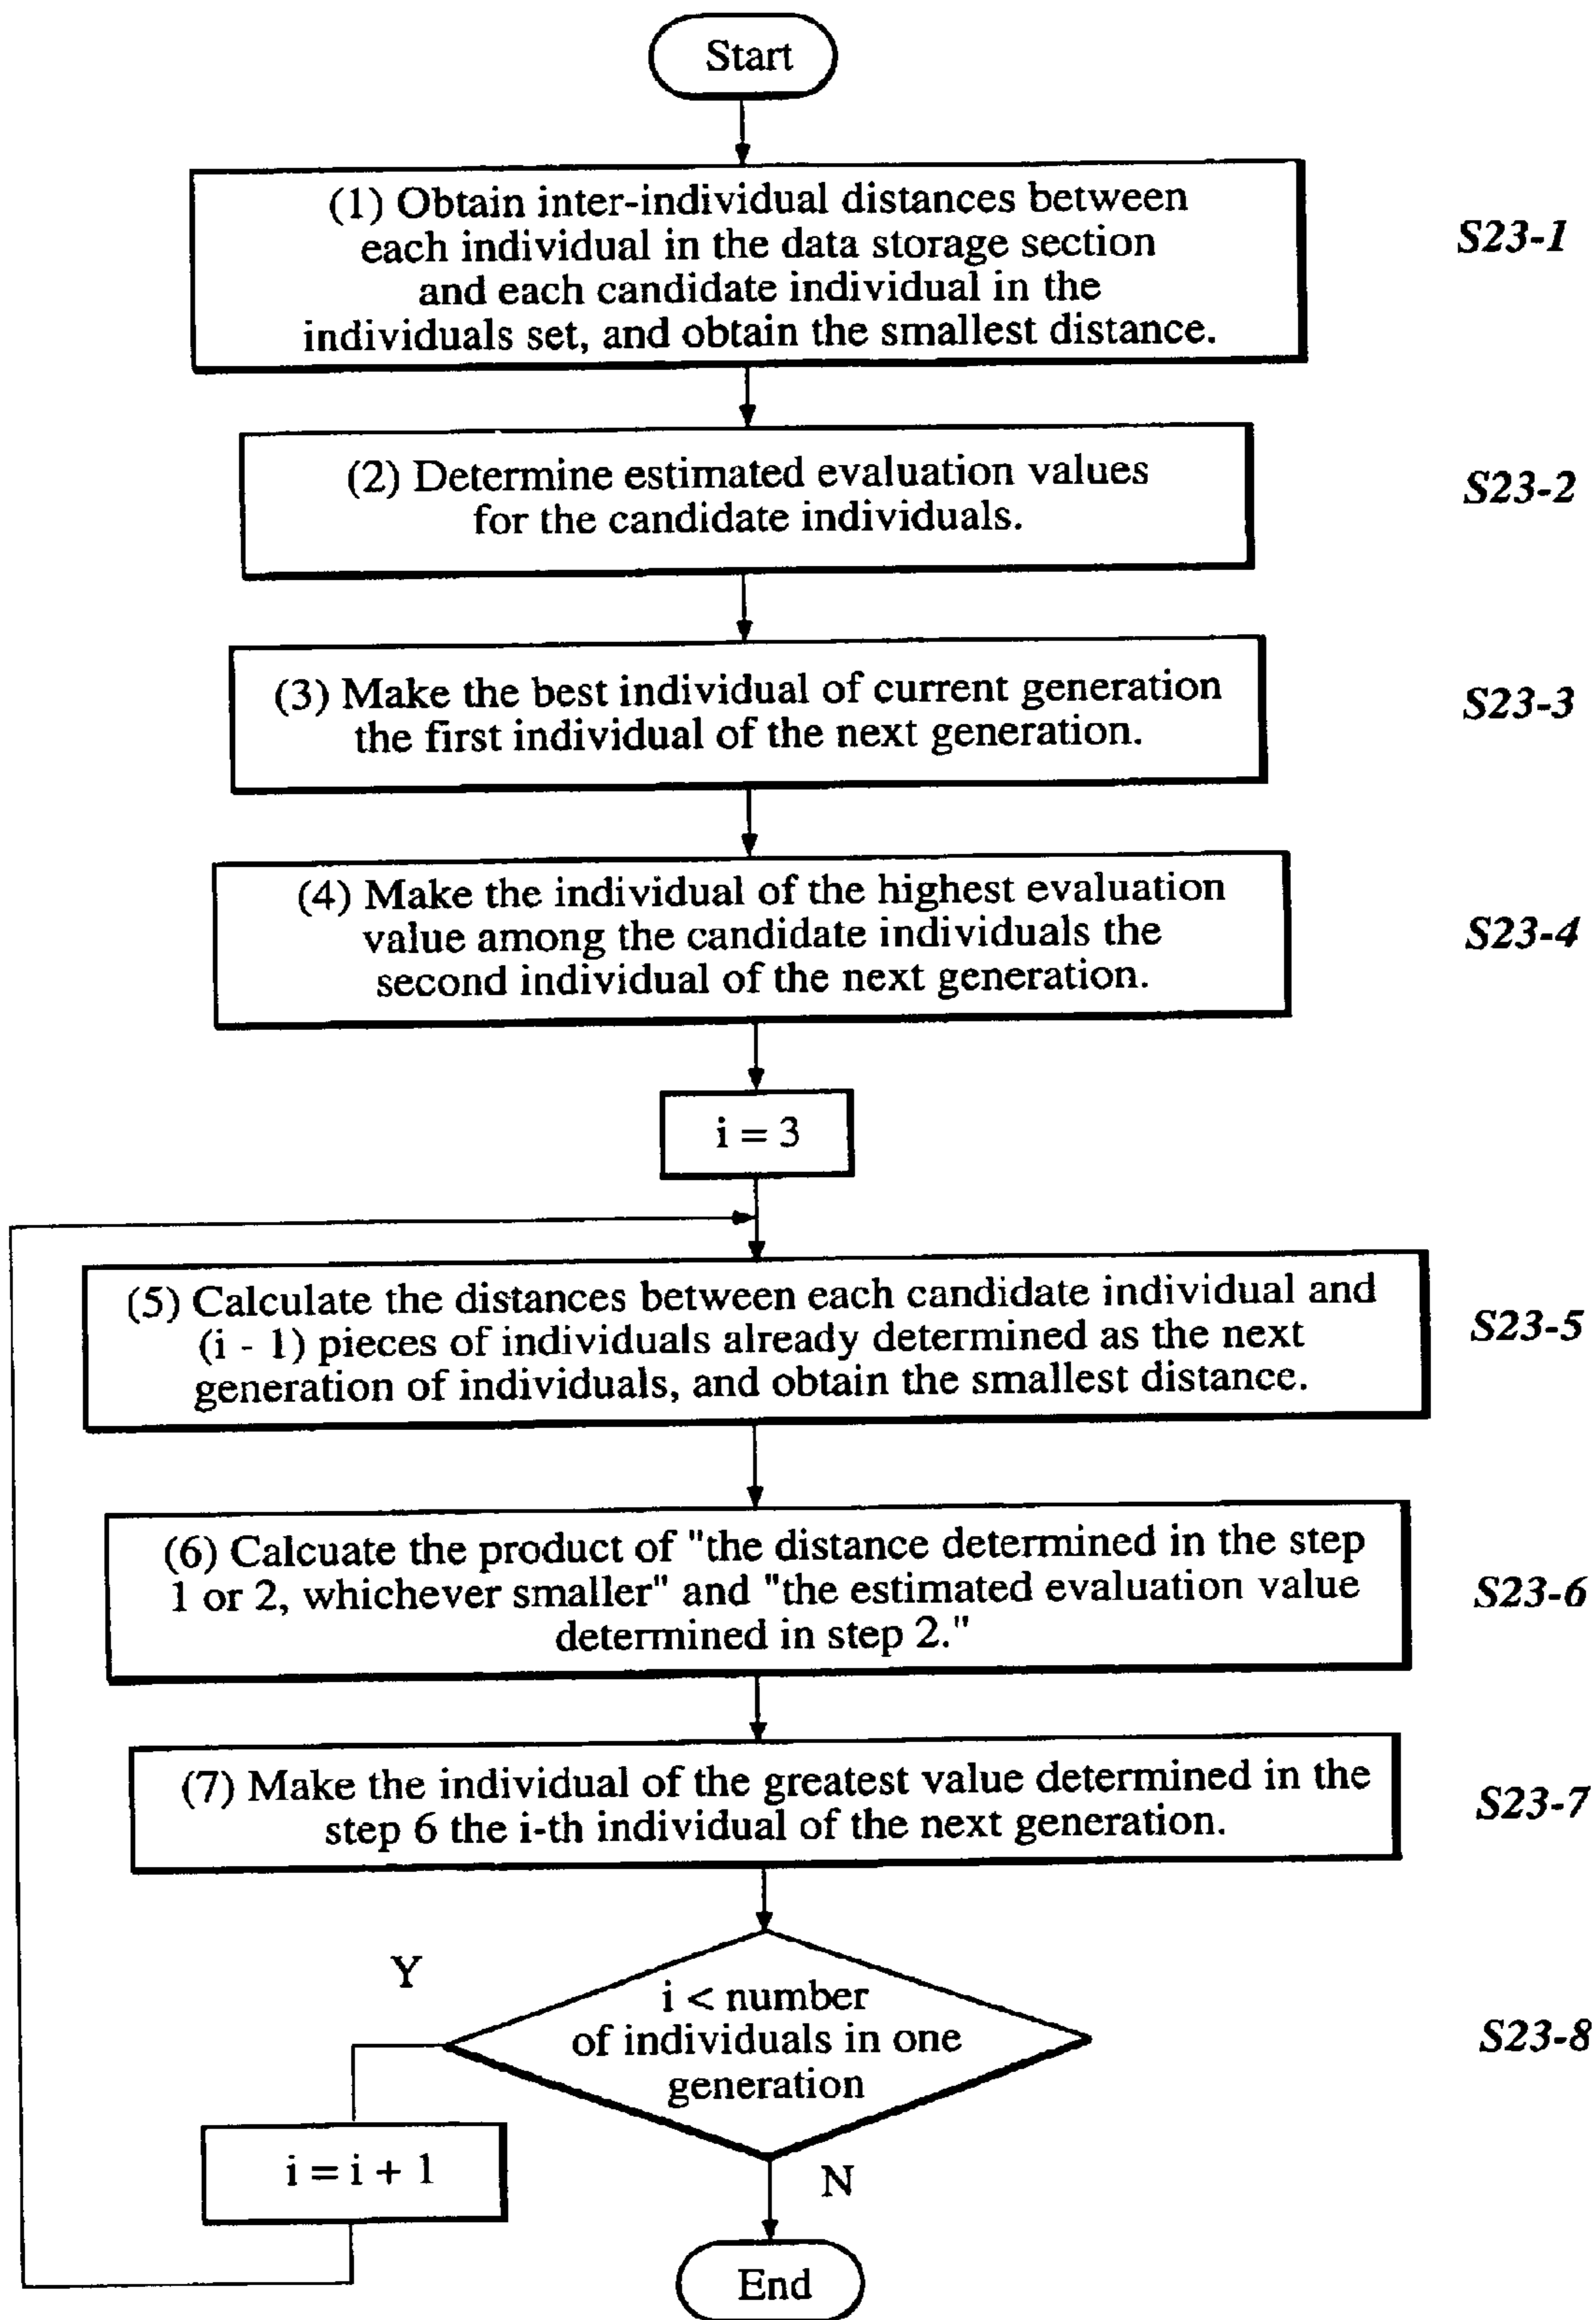 Start
(1) Obtain inter-individual distances between
each individual in the data storage section
and each candidate individual in the
individuals set, and obtain the smallest distance.
S23-1
(2) Determine estimated evaluation values
for the candidate individuals.
S23-2
(3) Make the best individual of current generation
the first individual of the next generation.
S23-3
(4) Make the individual of the highest evaluation
value among the candidate individuals the
second individual of the next generation.
S23-4
i = 3
(5) Calculate the distances between each candidate individual and
(i - 1) pieces of individuals already determined as the next
generation of individuals, and obtain the smallest distance.
S23-5
(6) Calcuate the product of "the distance determined in the step
1 or 2, whichever smaller" and "the estimated evaluation value
determined in step 2."
S23-6
(7) Make the individual of the greatest value determined in the
step 6 the i-th individual of the next generation.
S23-7
Y
i < number
of individuals in one
generation
S23-8
i = i + 1
N
End